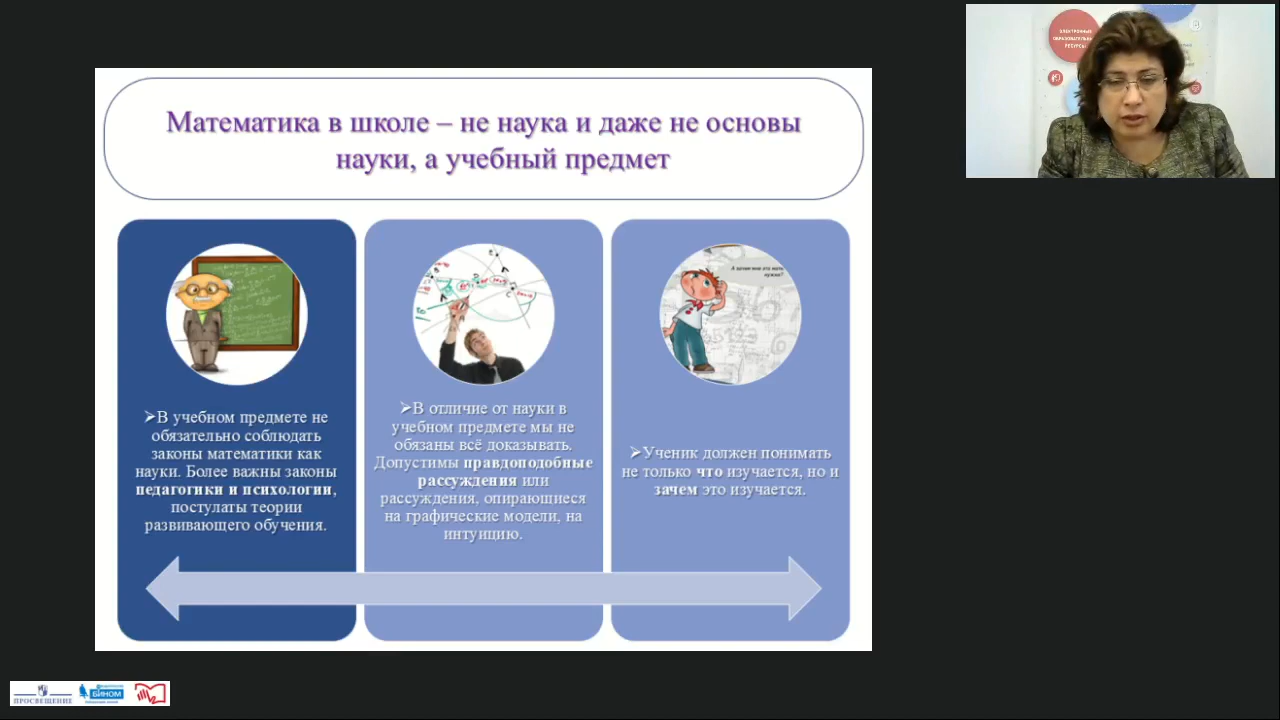 Математика в школе – не наука и даже не основы
науки, а учебный предмет
➢В учебном предмете не
обязательно соблюдать
законы математики как
науки. Более важны законы
педагогики и психологии,
постулаты теории
развивающего обучения.
➢В отличие от науки в
учебном предмете мы не
обязаны всё доказывать.
Допустимы правдоподобные
рассуждения или
рассуждения, опирающиеся
на графические модели, на
интуицию.
➢Ученик должен понимать
не только что изучается, но и
зачем это изучается.
ЭЛЕКТРОННЫЕ
ОБРАЗОВАТЕЛЬНЫЕ
РЕСУРСЫ
ПРОСВЕЩЕНИЕ
БИНОМ